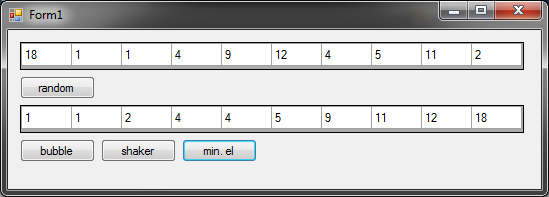 Form1
18 1 1 4 9 12 4 5 11 2
random
1 1 2 4 4 5 9 11 12 18
bubble shaker min. el